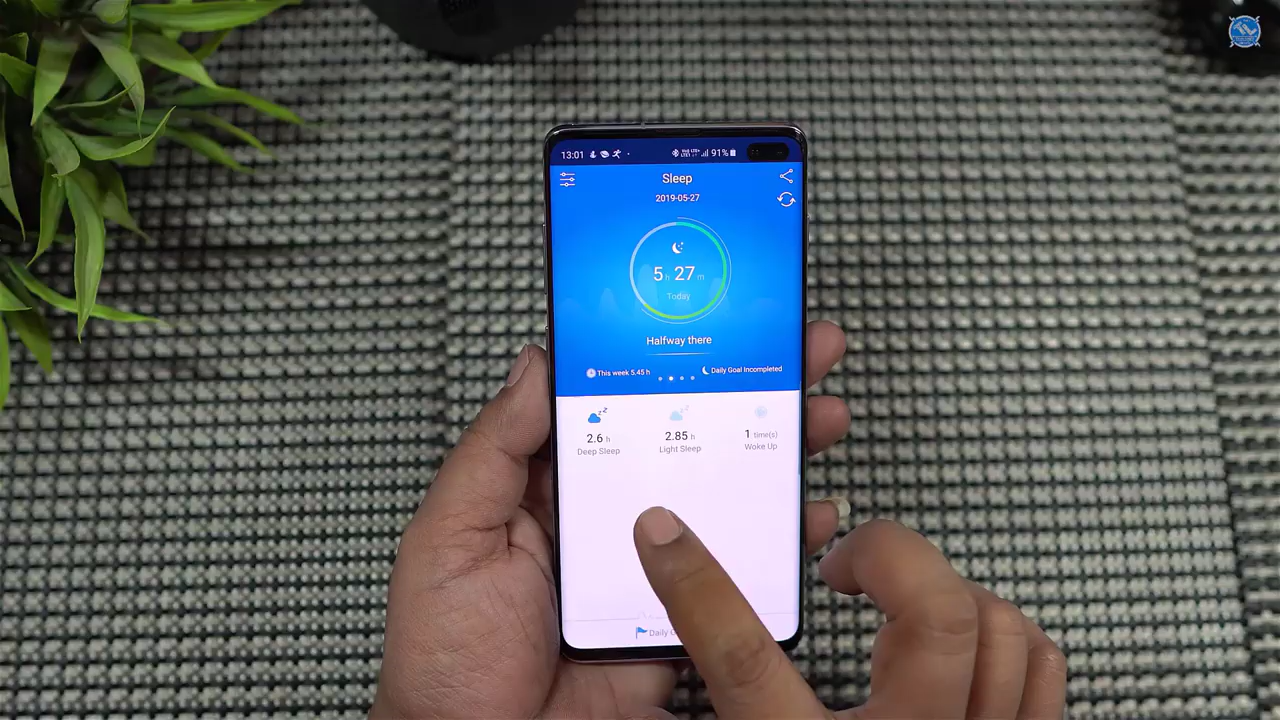 13:01 91%
Sleep
2019-05-27
5 h 27 m
Today
Halfway there
This week 5.45 h Daily Goal Incompleted
2.6 h 2.85 h 1 time(s)
Deep Sleep Light Sleep Woke Up
Daily